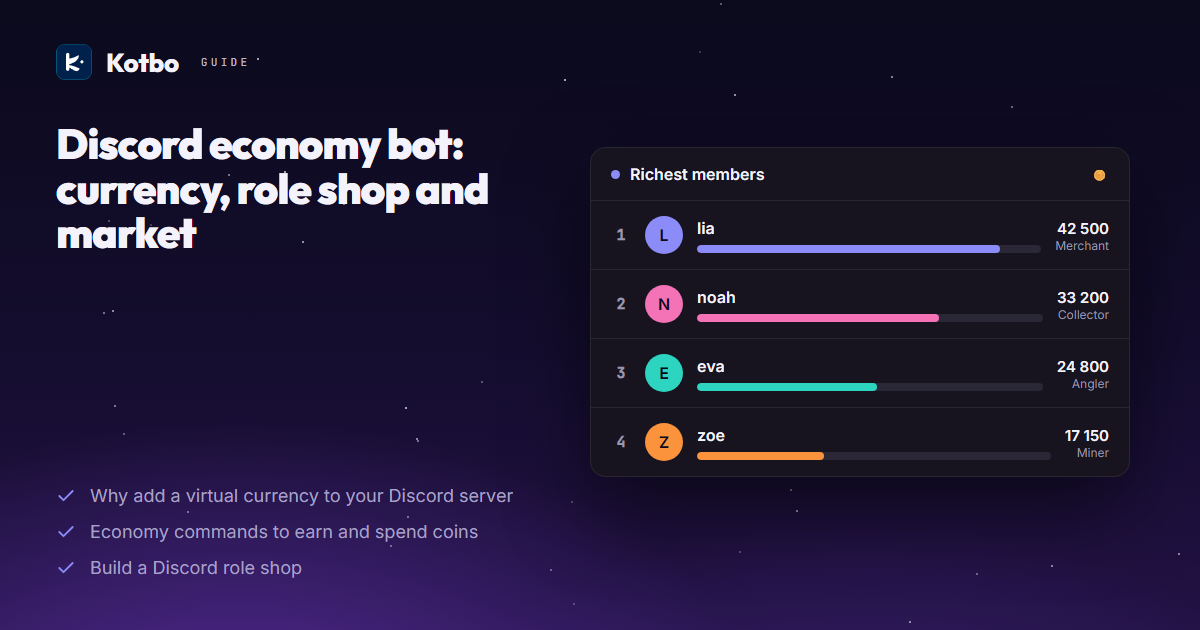 Kotbo GUIDE
Discord economy bot:
currency, role shop and
market
Why add a virtual currency to your Discord server
Economy commands to earn and spend coins
Build a Discord role shop
Richest members
1 L lia 42 500
Merchant
2 N noah 33 200
Collector
3 E eva 24 800
Angler
4 Z zoe 17 150
Miner